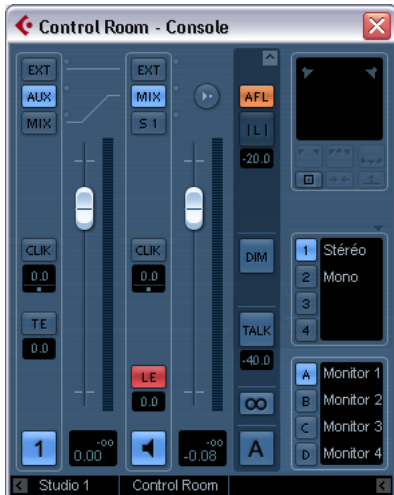 Control Room - Console
EXT
EXT
AUX
MIX
AFL
MIX
S 1
|L|
-20.0
CLIK
CLIK
DIM
0.0
0.0
1 Stéréo
2 Mono
3
4
TE
TALK
0.0
-40.0
LE
A Monitor 1
0.0
B Monitor 2
C Monitor 3
D Monitor 4
1
-oo
0.00
-oo
-0.08
A
Studio 1
Control Room